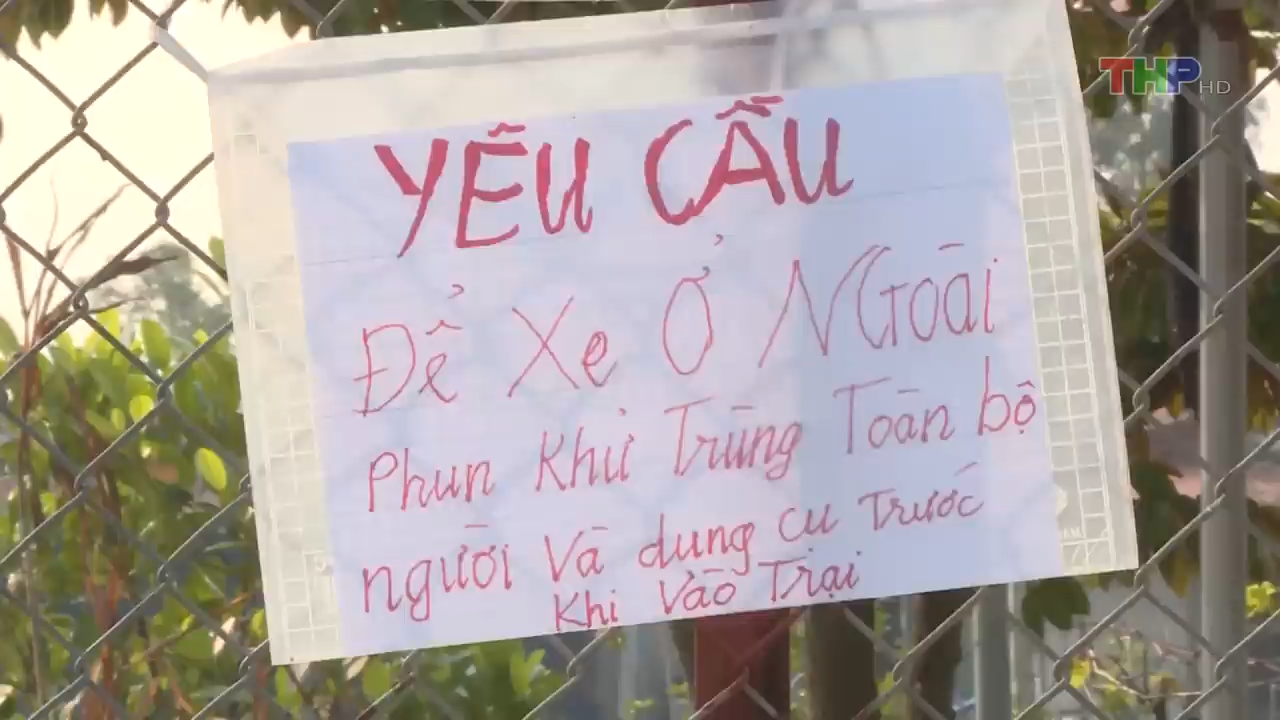 THP HD
YÊU CẦU
Để Xe Ở NGoài
Phun Khử Trùng Toàn bộ
người Và dụng cụ Trước
Khi Vào Trại